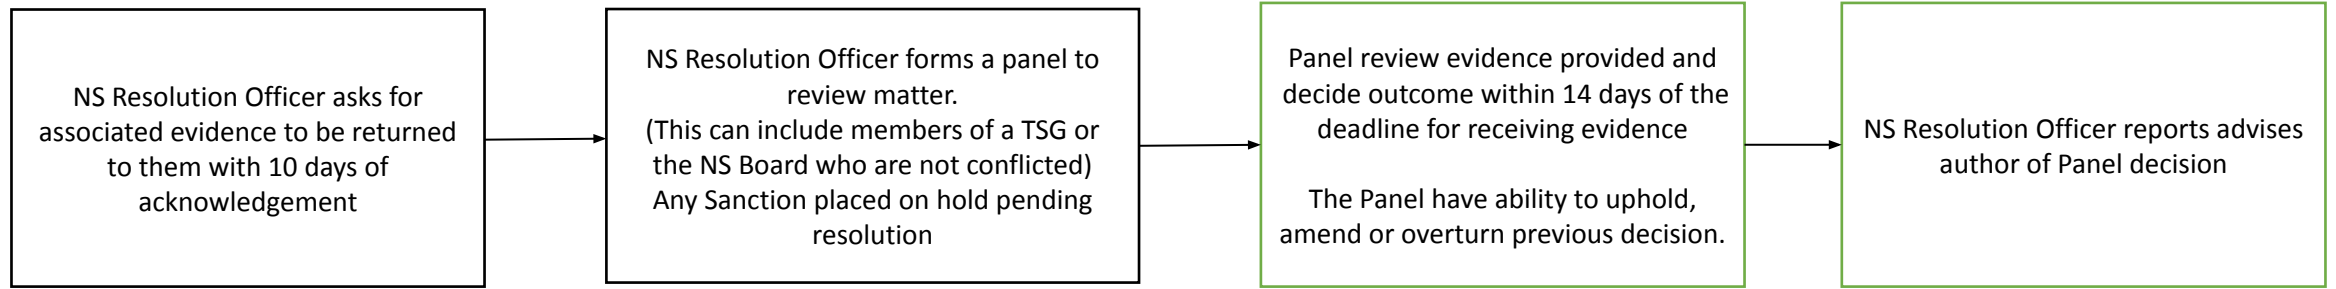 NS Resolution Officer asks for
associated evidence to be returned
to them with 10 days of
acknowledgement
NS Resolution Officer forms a panel to
review matter.
(This can include members of a TSG or
the NS Board who are not conflicted)
Any Sanction placed on hold pending
resolution
Panel review evidence provided and
decide outcome within 14 days of the
deadline for receiving evidence
The Panel have ability to uphold,
amend or overturn previous decision.
NS Resolution Officer reports advises
author of Panel decision